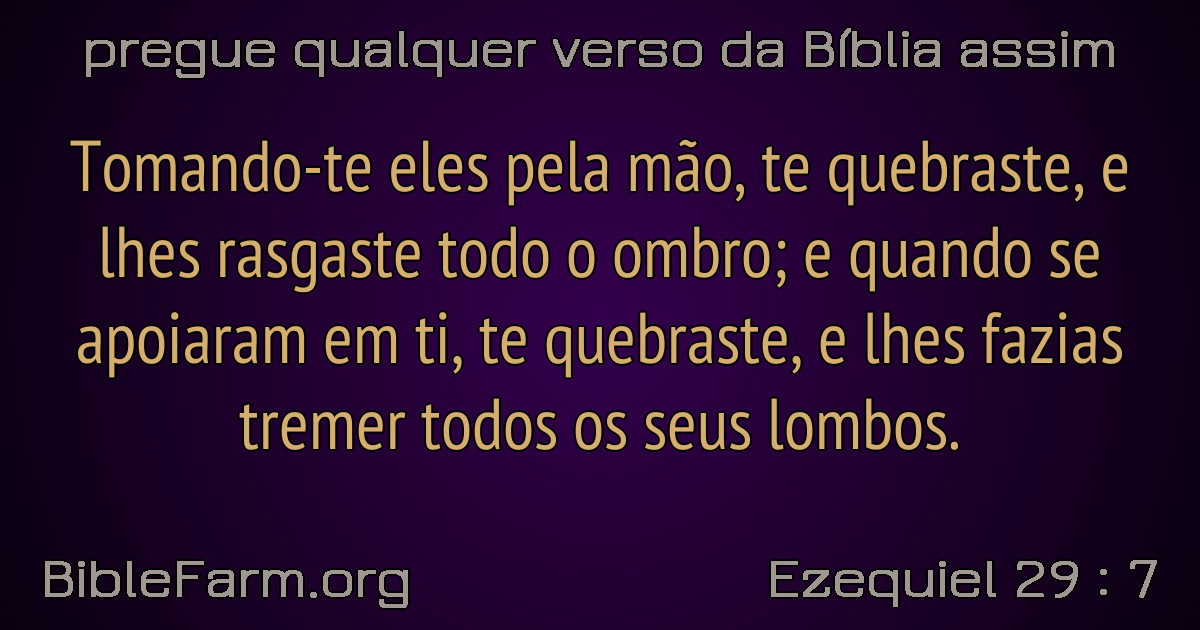 pregue qualquer verso da Bíblia assim
Tomando-te eles pela mão, te quebraste, e
lhes rasgaste todo o ombro; e quando se
apoiaram em ti, te quebraste, e lhes fazias
tremer todos os seus lombos.
BibleFarm.org
Ezequiel 29 : 7